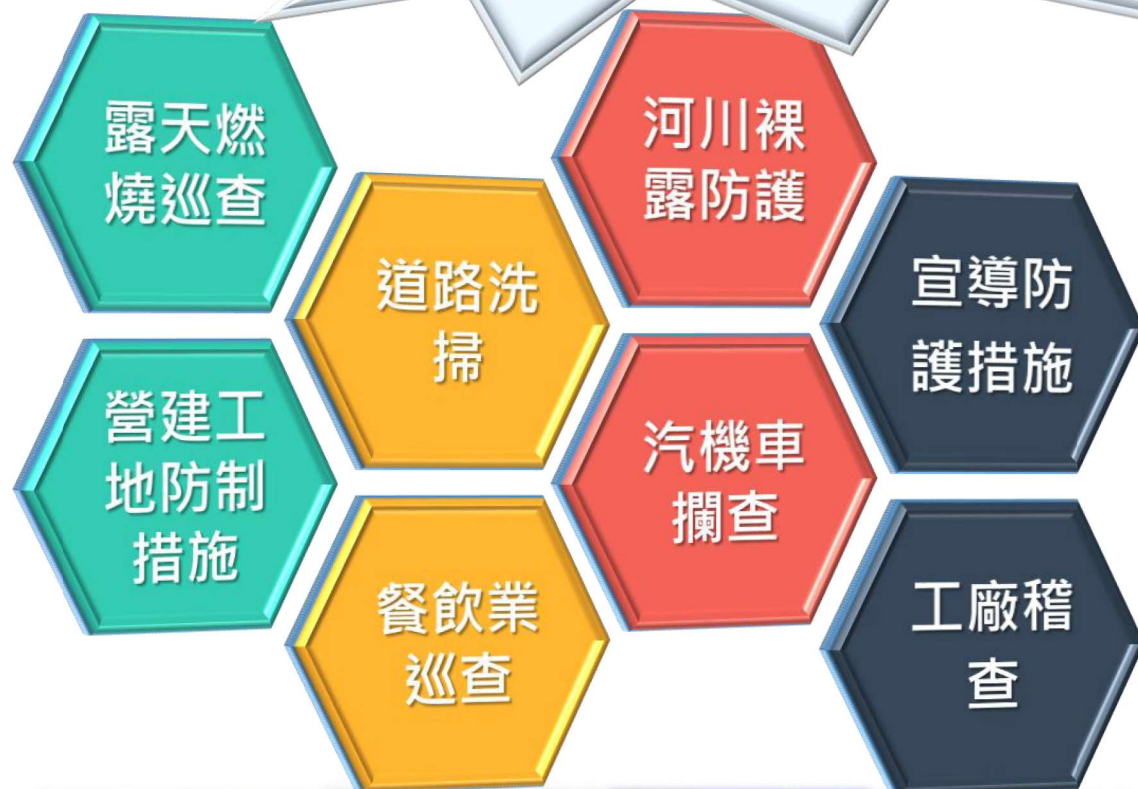 露天燃
燒巡查
河川裸
露防護
道路洗
掃
宣導防
護措施
營建工
地防制
措施
汽機車
攔查
餐飲業
巡查
工廠稽
查